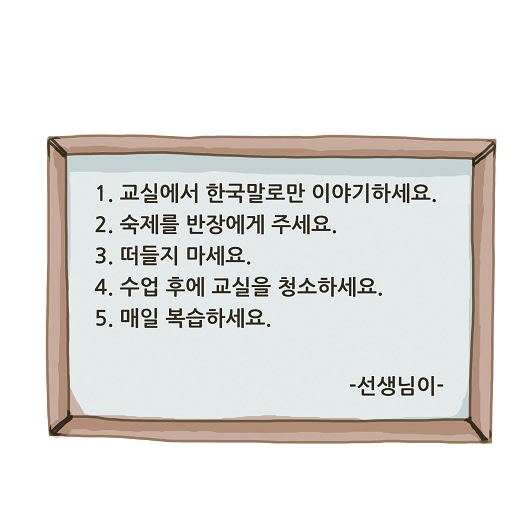 1. 교실에서 한국말로만 이야기하세요.
2. 숙제를 반장에게 주세요.
3. 떠들지 마세요.
4. 수업 후에 교실을 청소하세요.
5. 매일 복습하세요.
-선생님이-